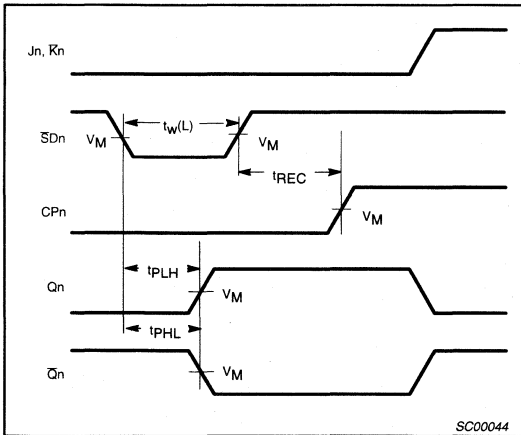 Jn, K̅n
S̅Dn
VM
tw(L)
VM
tREC
CPn
VM
tPLH
Qn
VM
tPHL
Q̅n
VM
SC00044